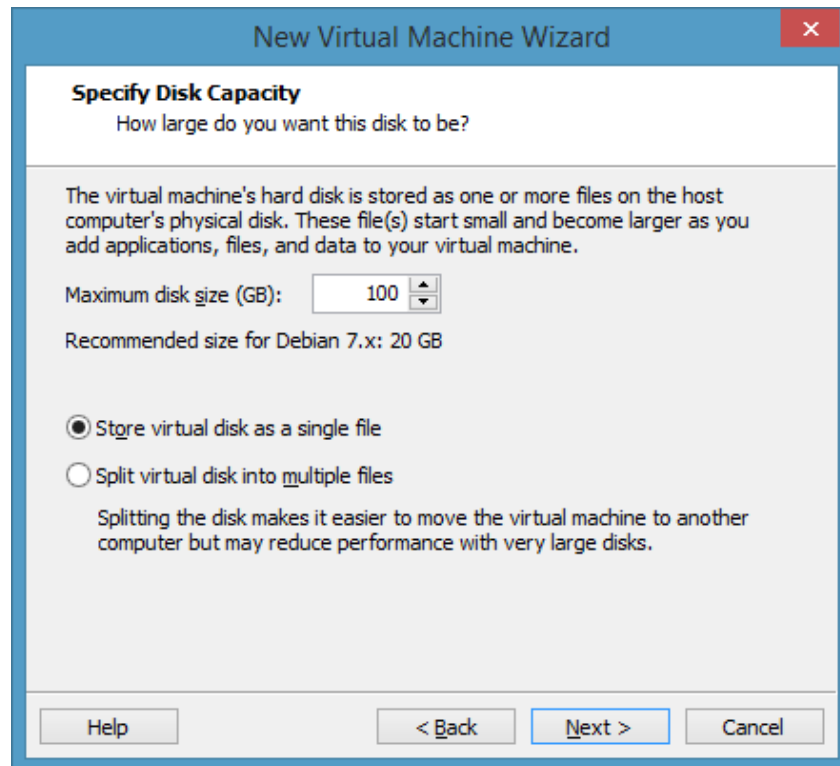 New Virtual Machine Wizard
Specify Disk Capacity
How large do you want this disk to be?
The virtual machine's hard disk is stored as one or more files on the host
computer's physical disk. These file(s) start small and become larger as you
add applications, files, and data to your virtual machine.
Maximum disk size (GB): 100
Recommended size for Debian 7.x: 20 GB
Store virtual disk as a single file
Split virtual disk into multiple files
Splitting the disk makes it easier to move the virtual machine to another
computer but may reduce performance with very large disks.
Help < Back Next > Cancel